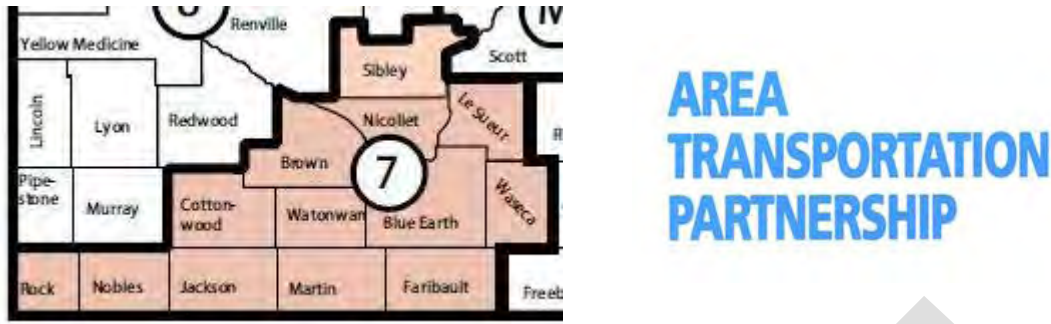 Renville
Yellow Medicine
Scott
Sibley
Lincoln
Lyon
Redwood
Nicollet
Le Sueur
Brown
7
Pipe-
stone
Murray
Cotton-
wood
Watonwan
Blue Earth
Waseca
Rock
Nobles
Jackson
Martin
Faribault
Freeb
AREA
TRANSPORTATION
PARTNERSHIP